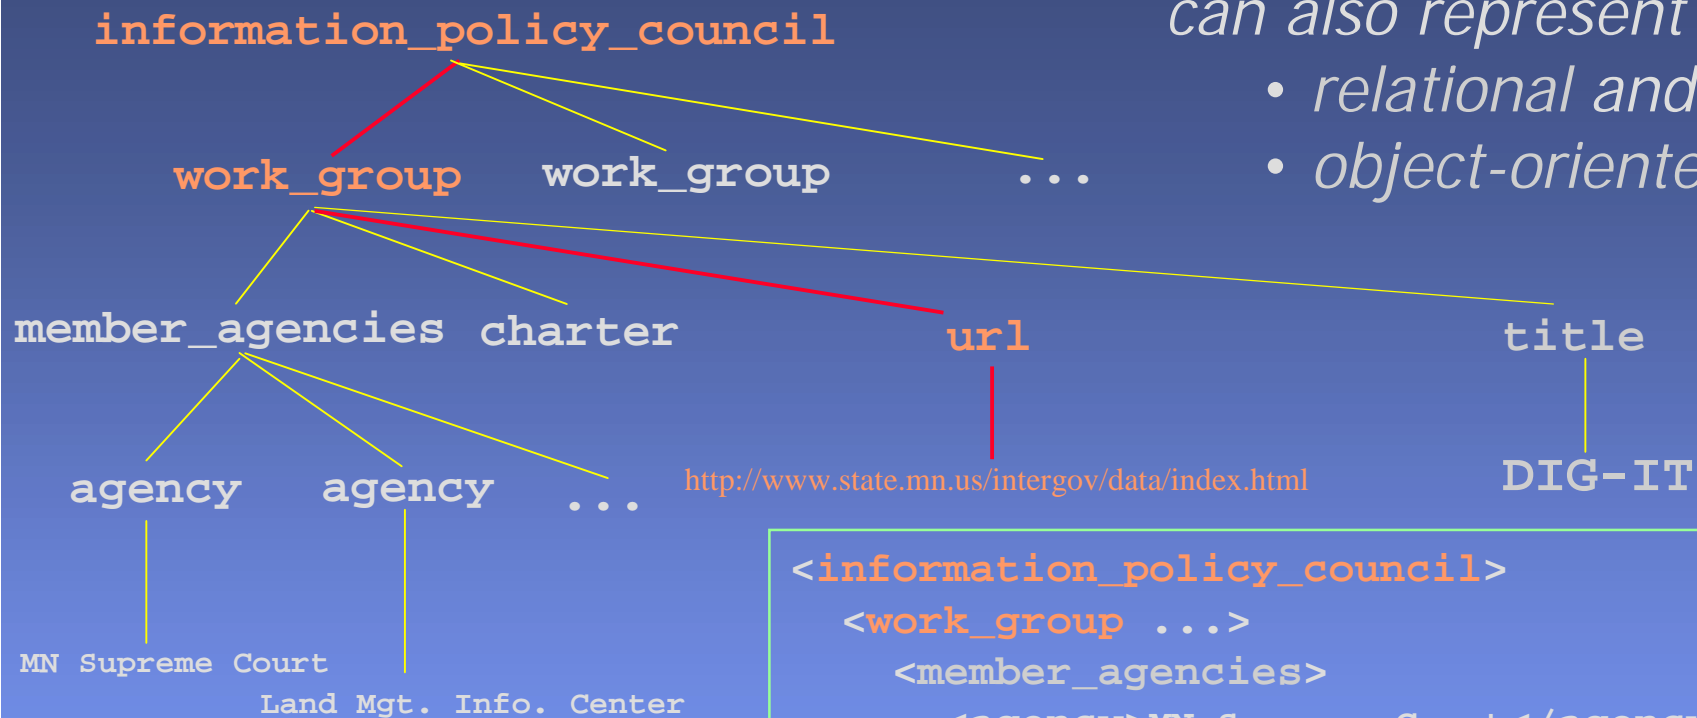 information_policy_council
can also represent
• relational and
• object-oriente
work_group work_group ...
member_agencies charter url title
agency agency ... http://www.state.mn.us/intergov/data/index.html DIG-IT
MN Supreme Court
Land Mgt. Info. Center
<information_policy_council>
<work_group ...>
<member_agencies>